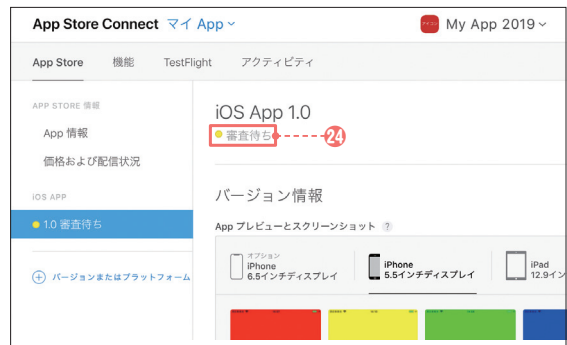 App Store Connect マイ App
My App 2019
App Store 機能 TestFlight アクティビティ
APP STORE 情報
App 情報
価格および配信状況
iOS APP
1.0 審査待ち
バージョンまたはプラットフォーム
iOS App 1.0
審査待ち
24
バージョン情報
App プレビューとスクリーンショット ?
オプション
iPhone
6.5インチディスプレイ
iPhone
5.5インチディスプレイ
iPad
12.9イン